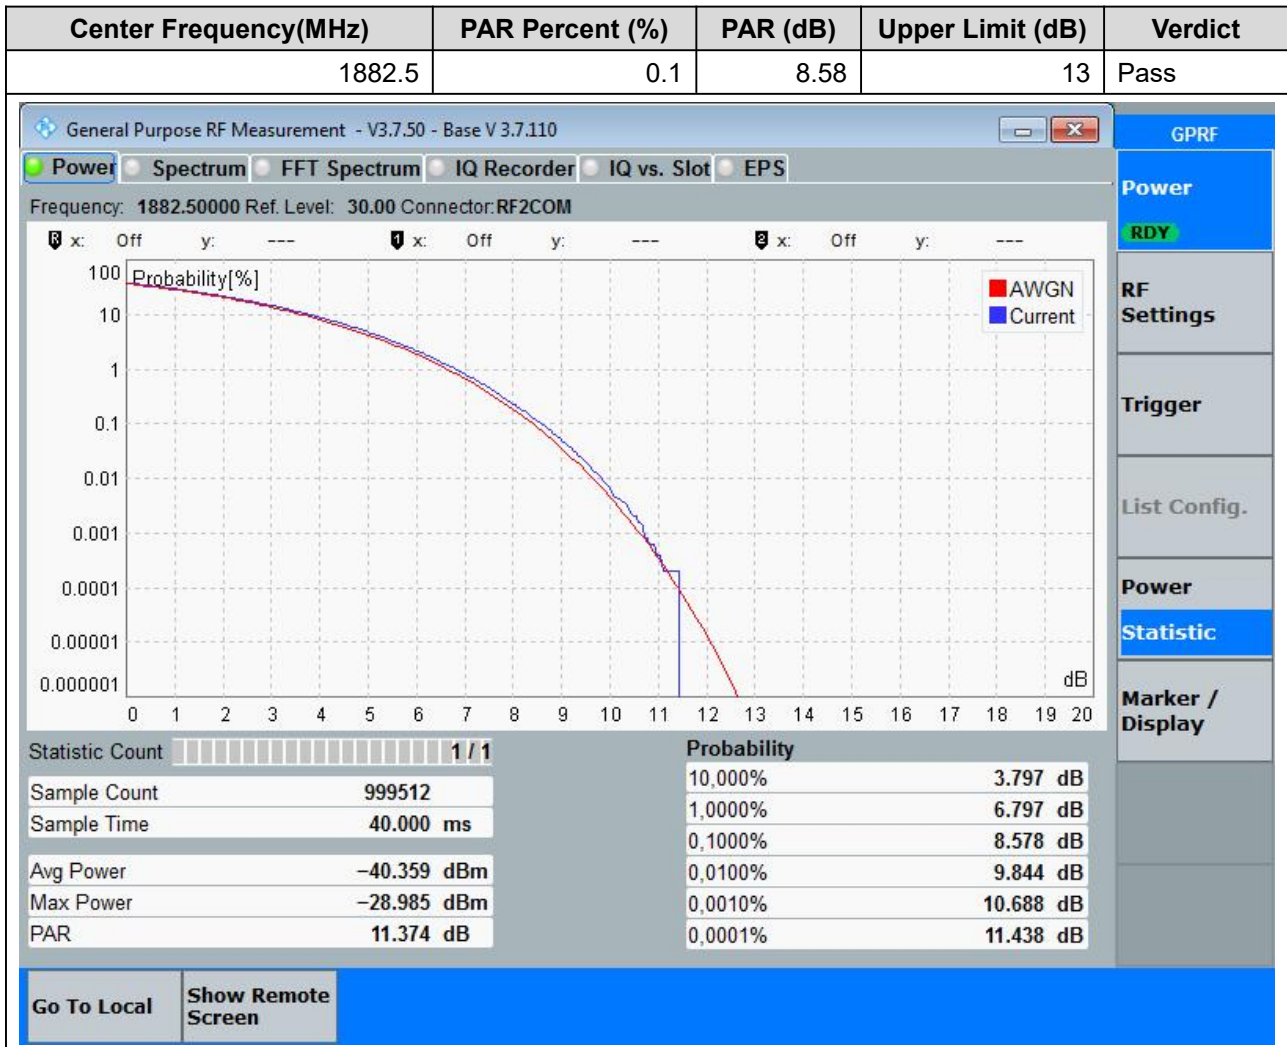 Center Frequency(MHz) PAR Percent (%) PAR (dB) Upper Limit (dB) Verdict
1882.5 0.1 8.58 13 Pass
General Purpose RF Measurement - V3.7.50 - Base V 3.7.110
GPRF
Power Spectrum FFT Spectrum IQ Recorder IQ vs. Slot EPS
Frequency: 1882.50000 Ref. Level: 30.00 Connector:RF2COM
R x: Off y: --- 1 x: Off y: --- 2 x: Off y: ---
Probability[%]
AWGN
Current
100
10
1
0.1
0.01
0.001
0.0001
0.00001
0.000001
dB
0 1 2 3 4 5 6 7 8 9 10 11 12 13 14 15 16 17 18 19 20
Statistic Count 1 / 1
Sample Count 999512
Sample Time 40.000 ms
Avg Power −40.359 dBm
Max Power −28.985 dBm
PAR 11.374 dB
Probability
10,000% 3.797 dB
1,0000% 6.797 dB
0,1000% 8.578 dB
0,0100% 9.844 dB
0,0010% 10.688 dB
0,0001% 11.438 dB
Power
RDY
RF
Settings
Trigger
List Config.
Power
Statistic
Marker /
Display
Go To Local
Show Remote
Screen